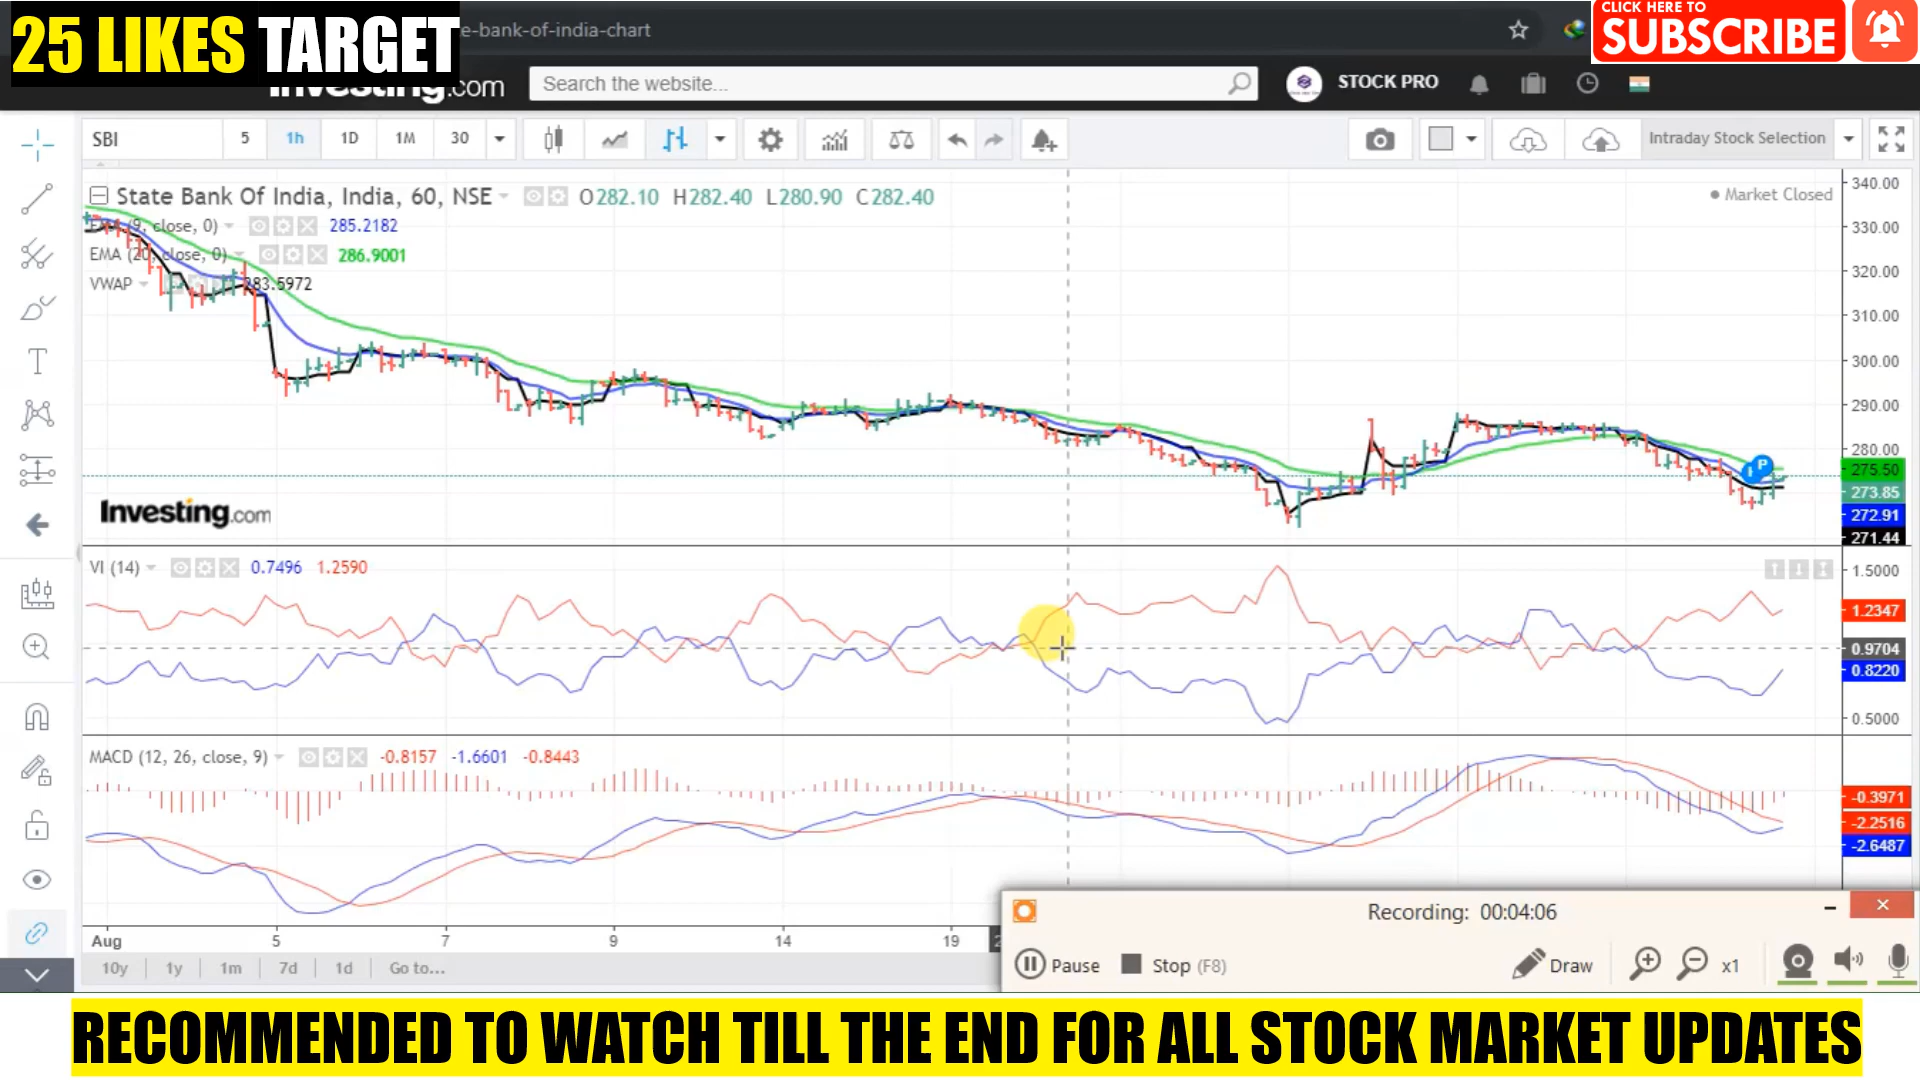 25 LIKES TARGET
e-bank-of-india-chart
CLICK HERE TO
SUBSCRIBE
Investing.com
Search the website...
STOCK PRO
SBI
5 1h 1D 1M 30
Intraday Stock Selection
State Bank Of India, India, 60, NSE
O282.10 H282.40 L280.90 C282.40
Market Closed
EMA (9, close, 0) 285.2182
EMA (20, close, 0) 286.9001
VWAP 283.5972
340.00
330.00
320.00
310.00
300.00
290.00
280.00
275.50
273.85
272.91
271.44
P
Investing.com
VI (14) 0.7496 1.2590
1.5000
1.2347
0.9704
0.8220
0.5000
MACD (12, 26, close, 9) -0.8157 -1.6601 -0.8443
-0.3971
-2.2516
-2.6487
Aug 5 7 9 14 19
10y 1y 1m 7d 1d Go to...
Recording: 00:04:06
Pause Stop (F8) Draw x1
RECOMMENDED TO WATCH TILL THE END FOR ALL STOCK MARKET UPDATES